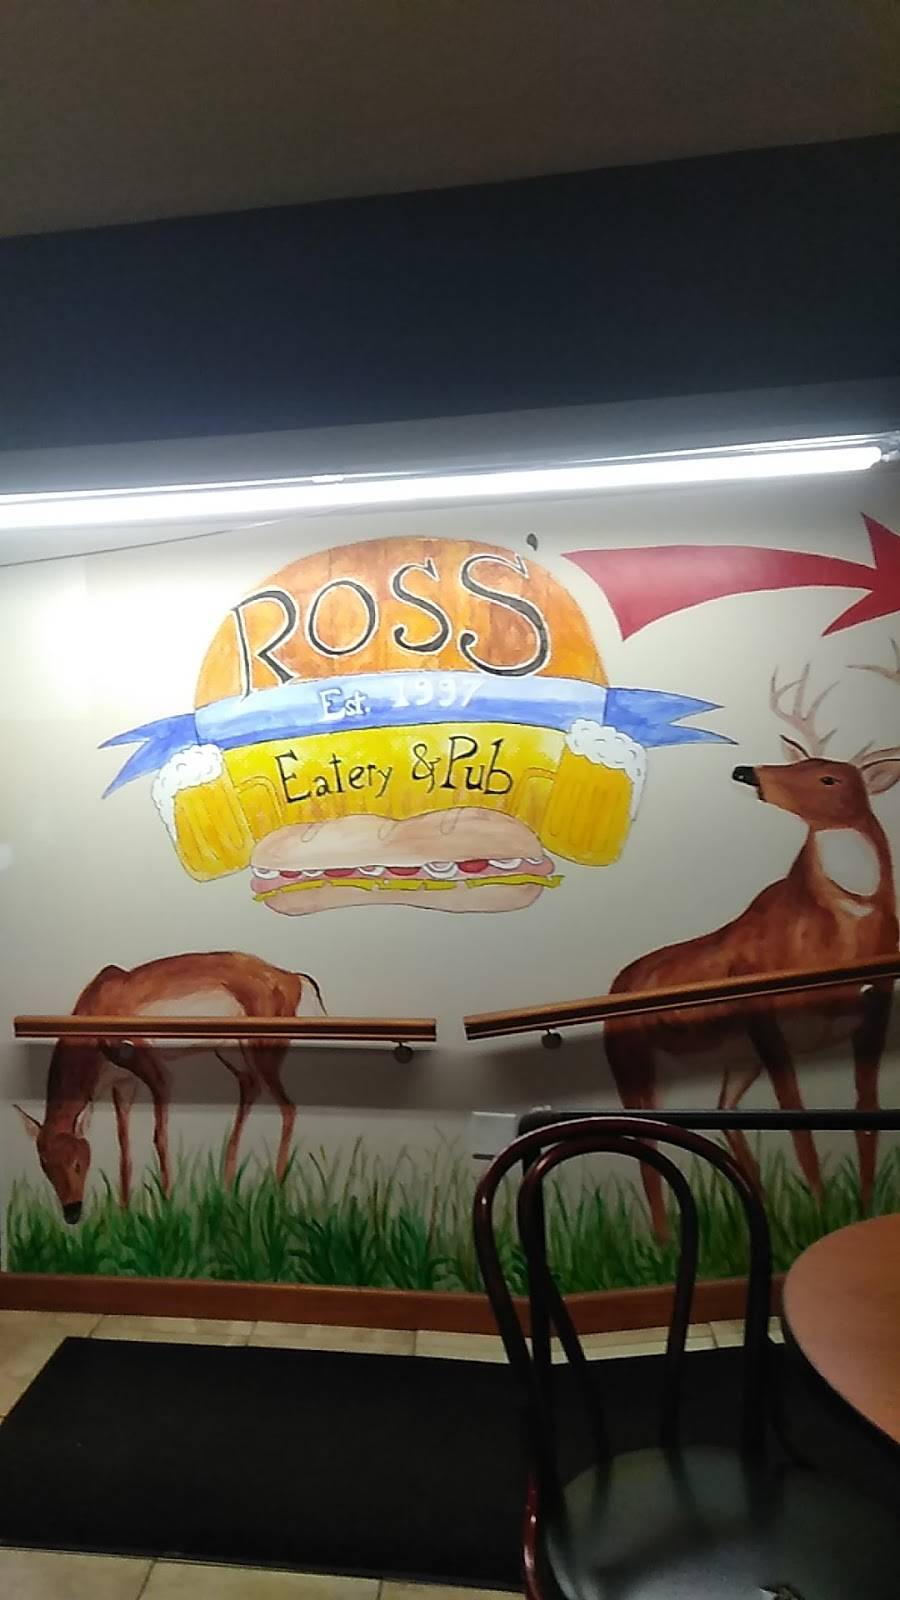 ROSS
Est. 1997
Eatery & Pub